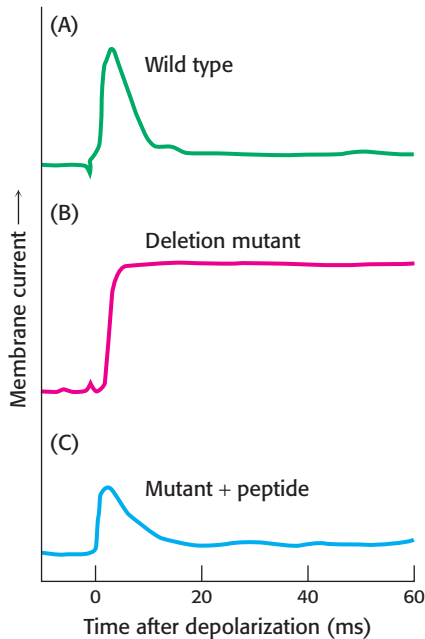 (A)
Wild type
(B)
Deletion mutant
(C)
Mutant + peptide
Membrane current →
0 20 40 60
Time after depolarization (ms)